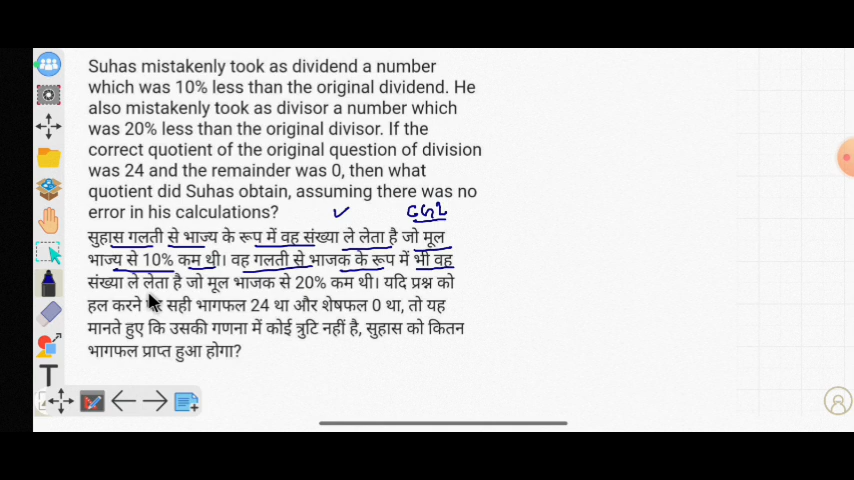 Suhas mistakenly took as dividend a number
which was 10% less than the original dividend. He
also mistakenly took as divisor a number which
was 20% less than the original divisor. If the
correct quotient of the original question of division
was 24 and the remainder was 0, then what
quotient did Suhas obtain, assuming there was no
error in his calculations?
CGL
सुहास गलती से भाज्य के रूप में वह संख्या ले लेता है जो मूल
भाज्य से 10% कम थी। वह गलती से भाजक के रूप में भी वह
संख्या ले लेता है जो मूल भाजक से 20% कम थी। यदि प्रश्न को
हल करने सही भागफल 24 था और शेषफल 0 था, तो यह
मानते हुए कि उसकी गणना में कोई त्रुटि नहीं है, सुहास को कितन
भागफल प्राप्त हुआ होगा?
T